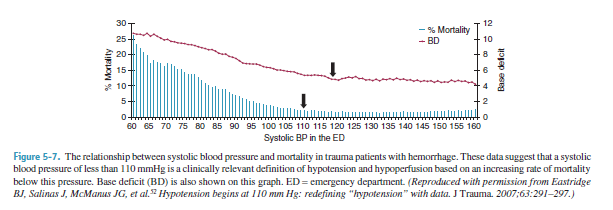 30
25
20
15
10
5
0
% Mortality
12
10
8
6
4
2
0
Base deficit
% Mortality
BD
60 65 70 75 80 85 90 95 100 105 110 115 120 125 130 135 140 145 150 155 160
Systolic BP in the ED
Figure 5-7. The relationship between systolic blood pressure and mortality in trauma patients with hemorrhage. These data suggest that a systolic
blood pressure of less than 110 mmHg is a clinically relevant definition of hypotension and hypoperfusion based on an increasing rate of mortality
below this pressure. Base deficit (BD) is also shown on this graph. ED = emergency department. (Reproduced with permission from Eastridge
BJ, Salinas J, McManus JG, et al.52 Hypotension begins at 110 mm Hg: redefining “hypotension” with data. J Trauma. 2007;63:291–297.)